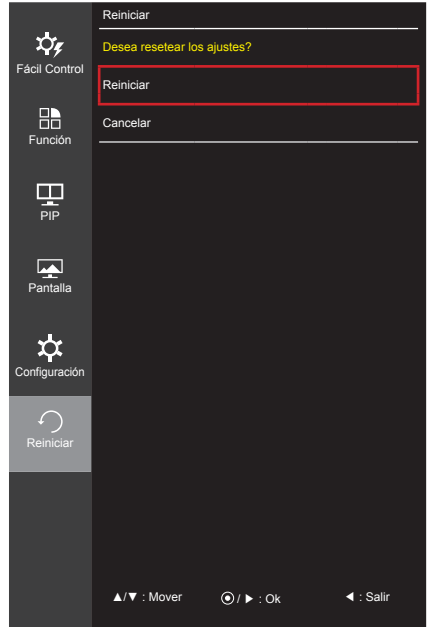 Reiniciar
Desea resetear los ajustes?
Reiniciar
Cancelar
Fácil Control
Función
PIP
Pantalla
Configuración
Reiniciar
▲/▼ : Mover
⦿/ ► : Ok
◄ : Salir